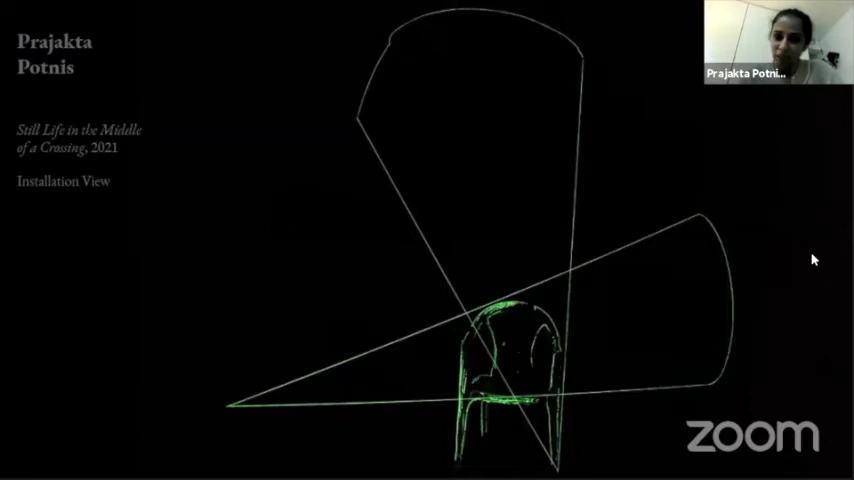 Prajakta
Potnis
Still Life in the Middle
of a Crossing, 2021
Installation View
Prajakta Potni...
zoom